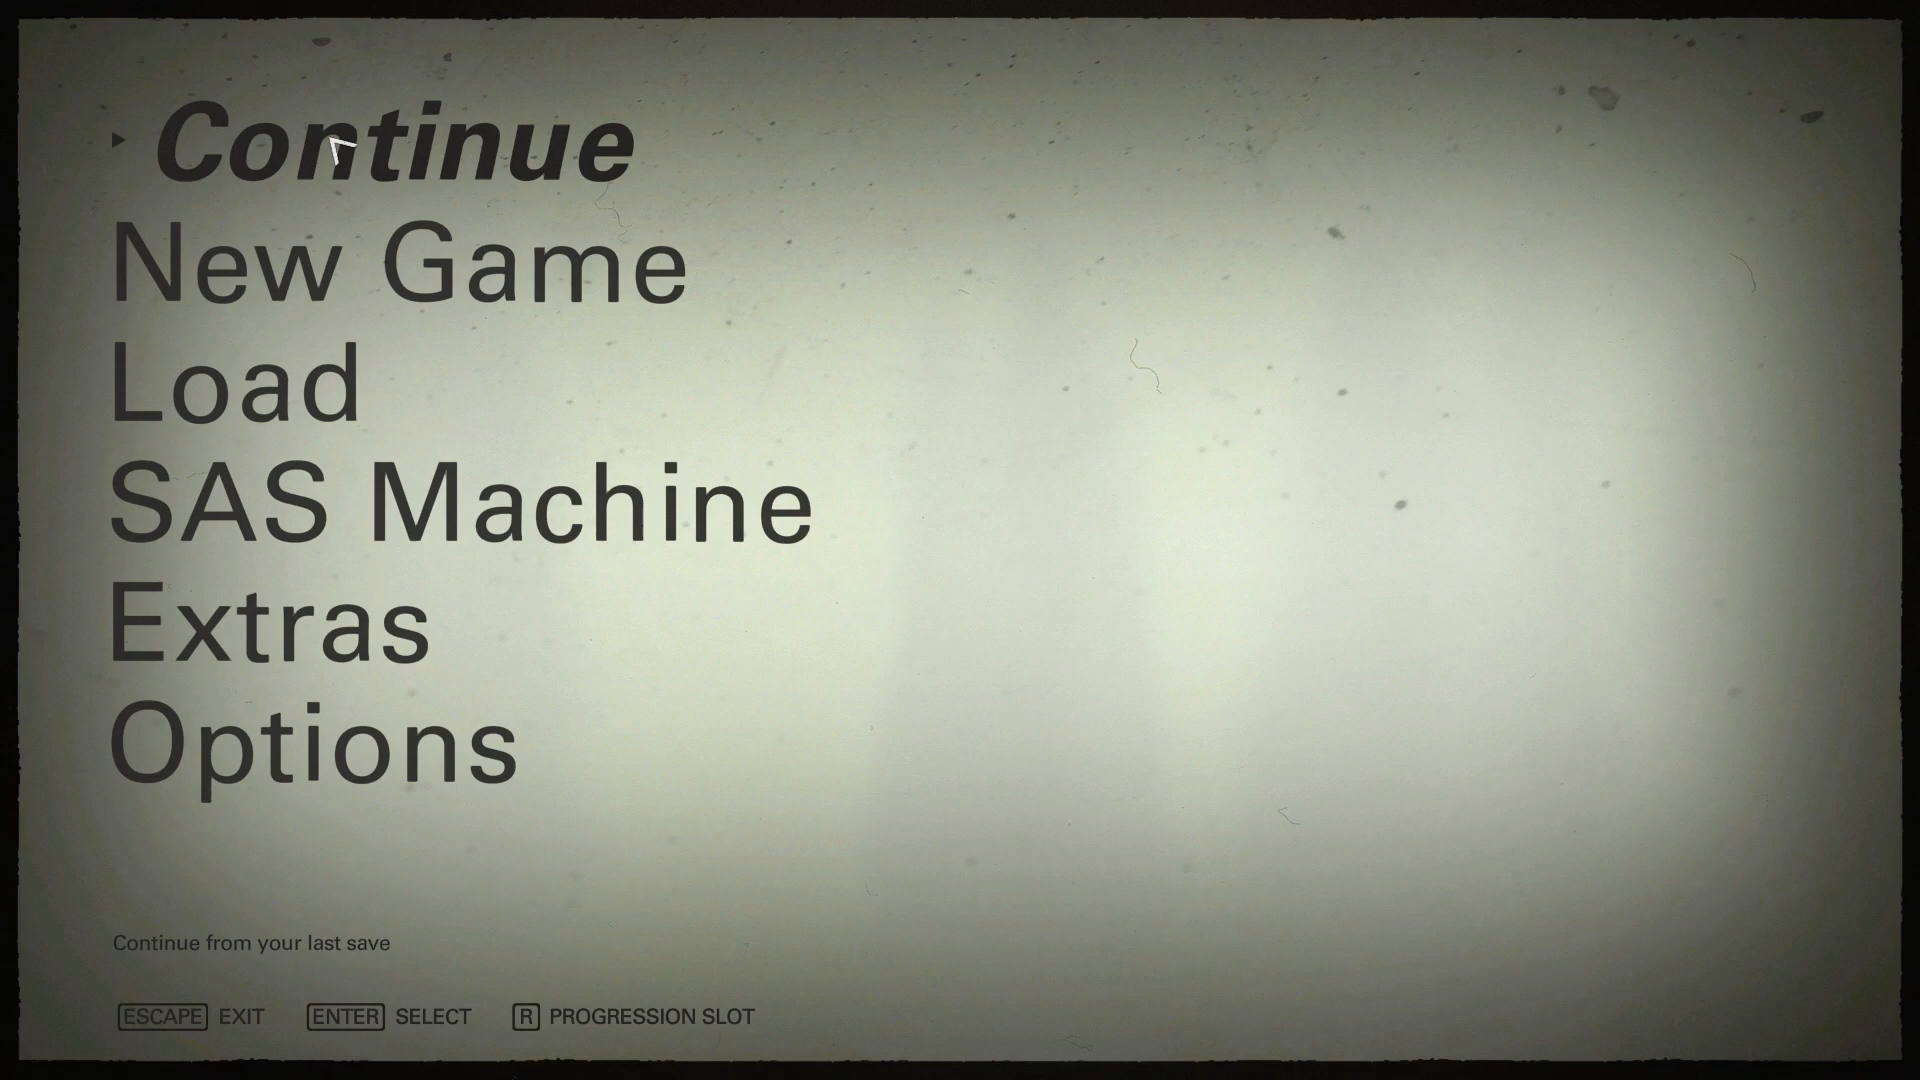 Continue
New Game
Load
SAS Machine
Extras
Options
Continue from your last save
ESCAPE EXIT ENTER SELECT R PROGRESSION SLOT